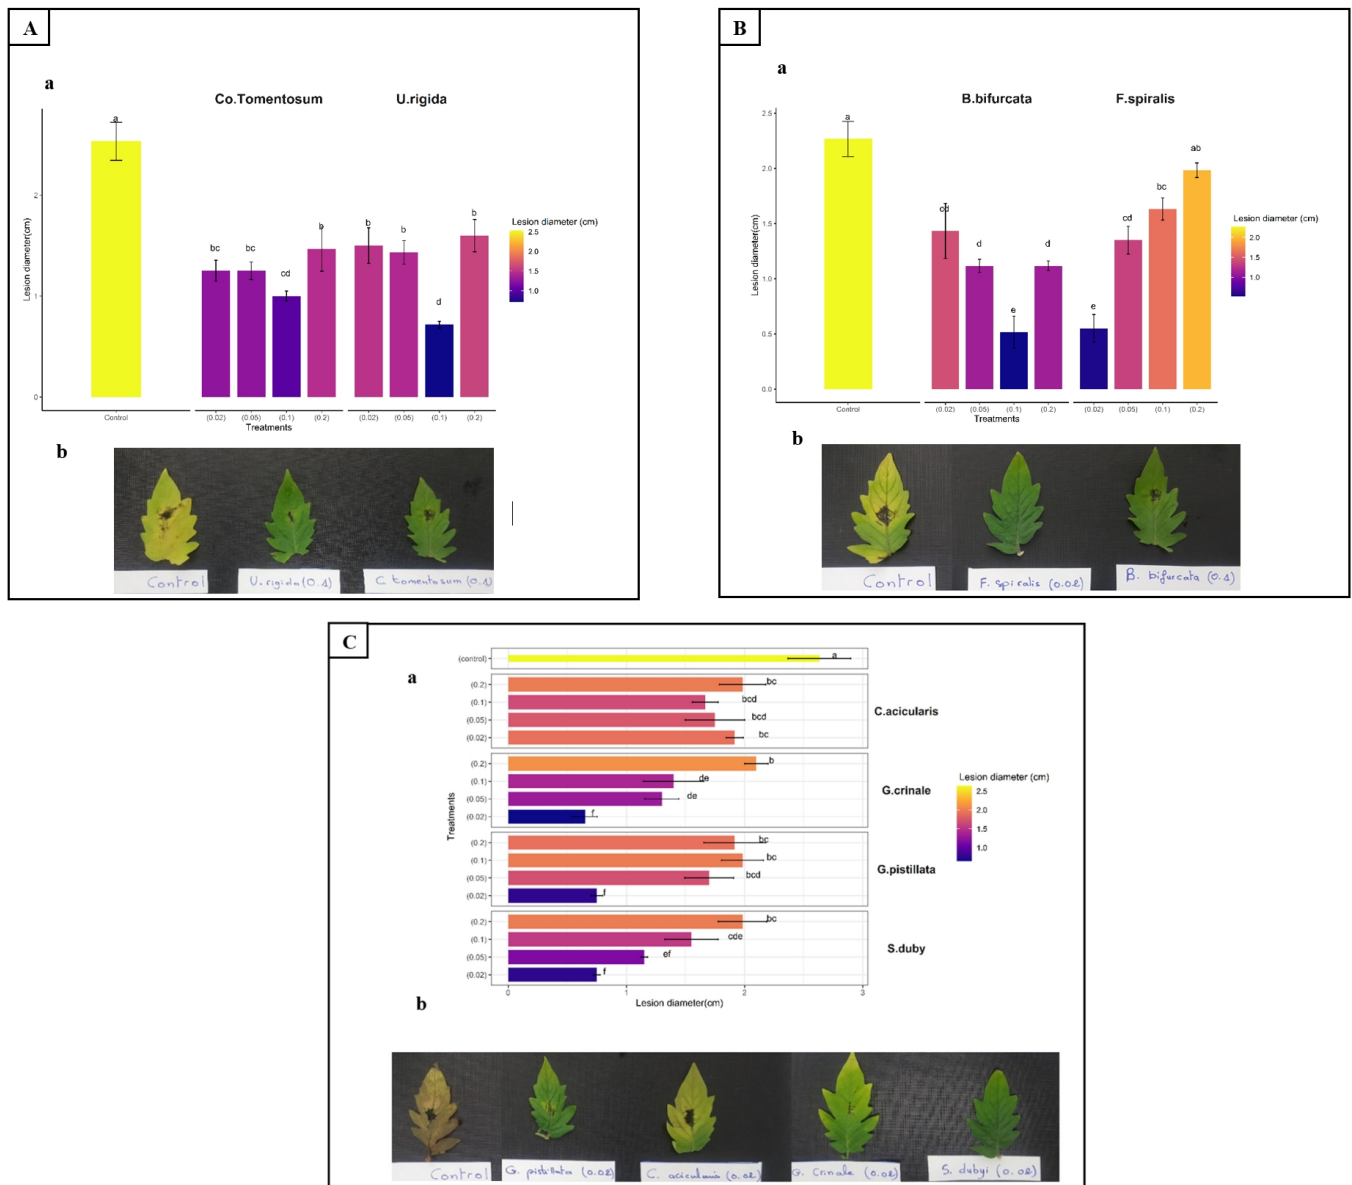 A
a
Co.Tomentosum U.rigida
Lesion diameter(cm)
2
1
0
a
bc bc cd b b b d b
Control (0.02) (0.05) (0.1) (0.2) (0.02) (0.05) (0.1) (0.2)
Treatments
Lesion diameter (cm)
2.5
2.0
1.5
1.0
b
Control U.rigida (0.1) C tomentosum (0.1)
B
a
B.bifurcata F.spiralis
Lesion diameter(cm)
2.5
2.0
1.5
1.0
0.5
0.0
a
cd d e d e cd bc ab
Control (0.02) (0.05) (0.1) (0.2) (0.02) (0.05) (0.1) (0.2)
Treatments
Lesion diameter (cm)
2.0
1.5
1.0
b
Control F. spiralis (0.02) B. bifurcata (0.1)
C
a
Treatments
(control) a
(0.2) bc
(0.1) bcd
(0.05) bcd
(0.02) bc
C.acicularis
(0.2) b
(0.1) de
(0.05) de
(0.02) f
G.crinale
(0.2) bc
(0.1) bc
(0.05) bcd
(0.02) f
G.pistillata
(0.2) bc
(0.1) cde
(0.05) ef
(0.02) f
S.duby
0 1 2 3
Lesion diameter(cm)
Lesion diameter (cm)
2.5
2.0
1.5
1.0
b
Control G. pistillata (0.02) C. acicularis (0.02) G. Crinale (0.02) S. dubyi (0.02)